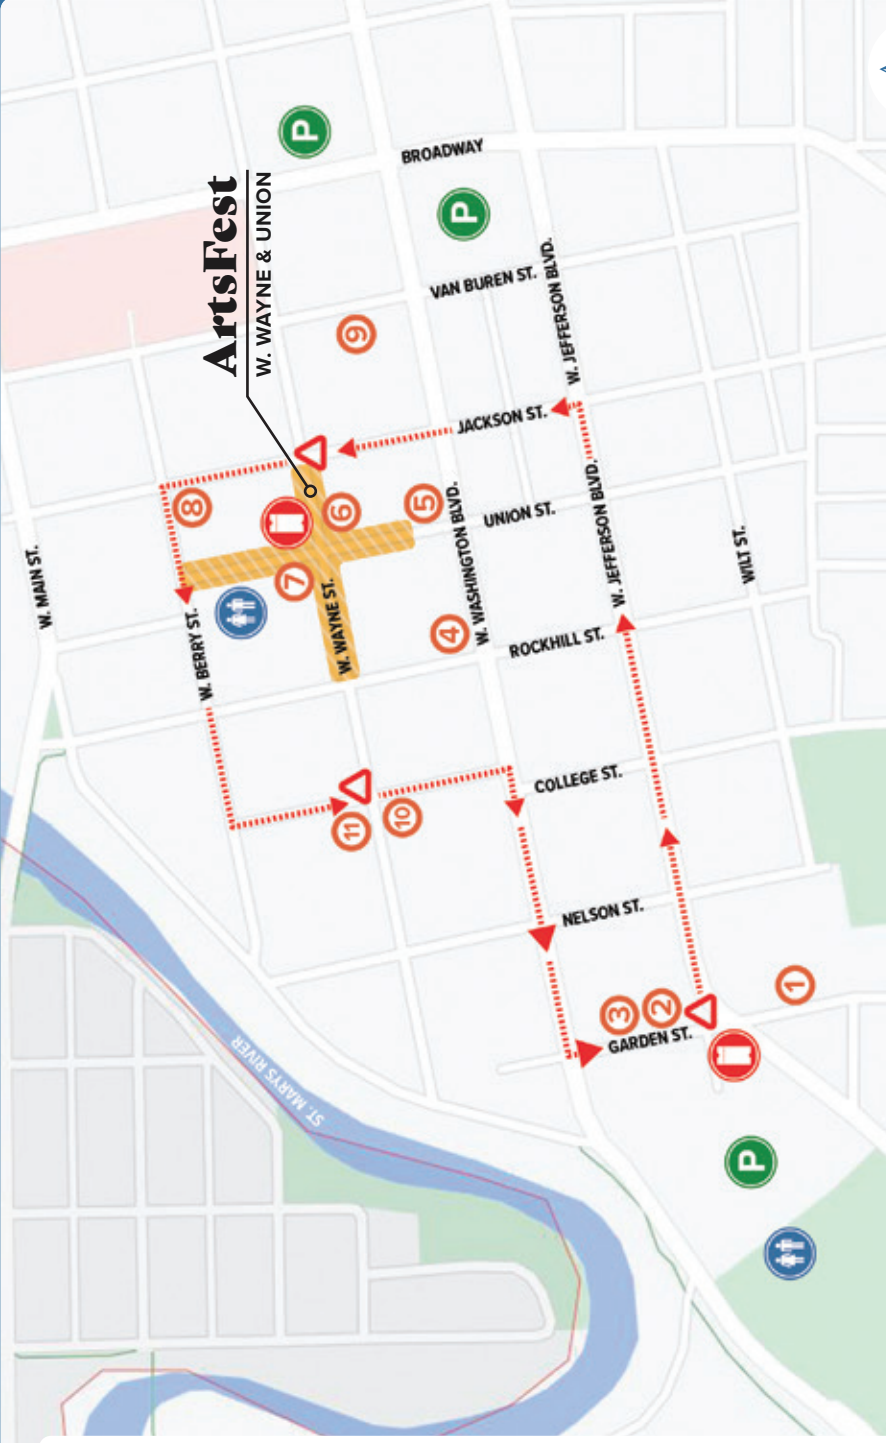 ArtsFest
W. WAYNE & UNION
P
BROADWAY
P
VAN BUREN ST.
W. JEFFERSON BLVD.
9
JACKSON ST.
8
6
5
UNION ST.
W. WASHINGTON BLVD.
W. JEFFERSON BLVD.
WILT ST.
W. MAIN ST.
7
W. WAYNE ST.
W. BERRY ST.
4
ROCKHILL ST.
COLLEGE ST.
11
10
NELSON ST.
3
2
1
GARDEN ST.
ST. MARYS RIVER
P